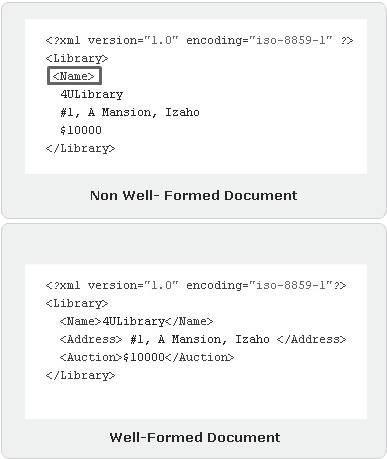 <?xml version="1.0" encoding="iso-8859-1" ?>
<Library>
<Name>
4ULibrary
#1, A Mansion, Izaho
$10000
</Library>
Non Well- Formed Document
<?xml version="1.0" encoding="iso-8859-1"?>
<Library>
<Name>4ULibrary</Name>
<Address> #1, A Mansion, Izaho </Address>
<Auction>$10000</Auction>
</Library>
Well-Formed Document